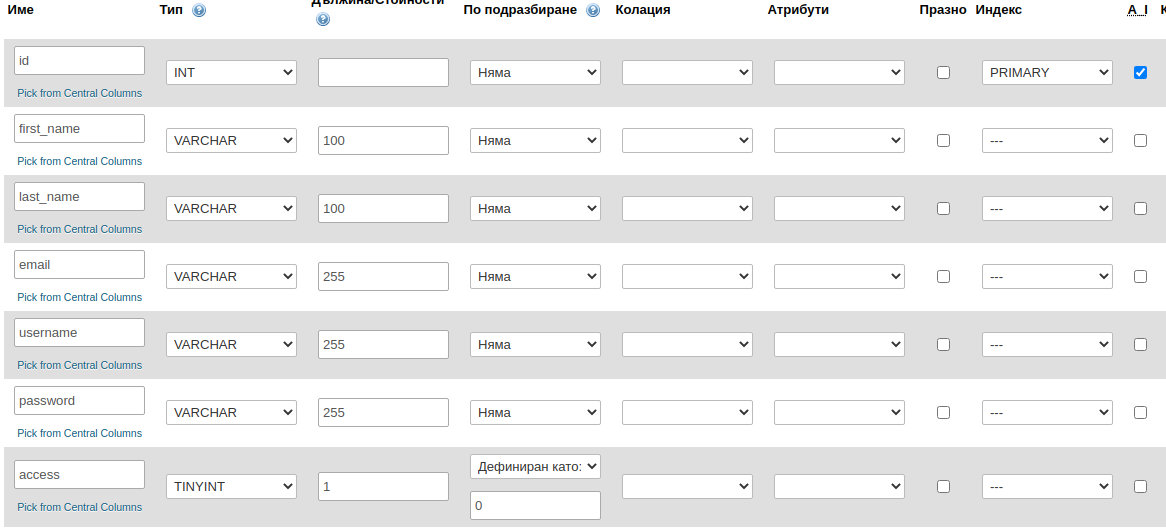 Име Тип Дължина/Стойности По подразбиране Колация Атрибути Празно Индекс A_I
id INT Няма PRIMARY
Pick from Central Columns
first_name VARCHAR 100 Няма ---
Pick from Central Columns
last_name VARCHAR 100 Няма ---
Pick from Central Columns
email VARCHAR 255 Няма ---
Pick from Central Columns
username VARCHAR 255 Няма ---
Pick from Central Columns
password VARCHAR 255 Няма ---
Pick from Central Columns
access TINYINT 1 Дефиниран като: ---
0
Pick from Central Columns